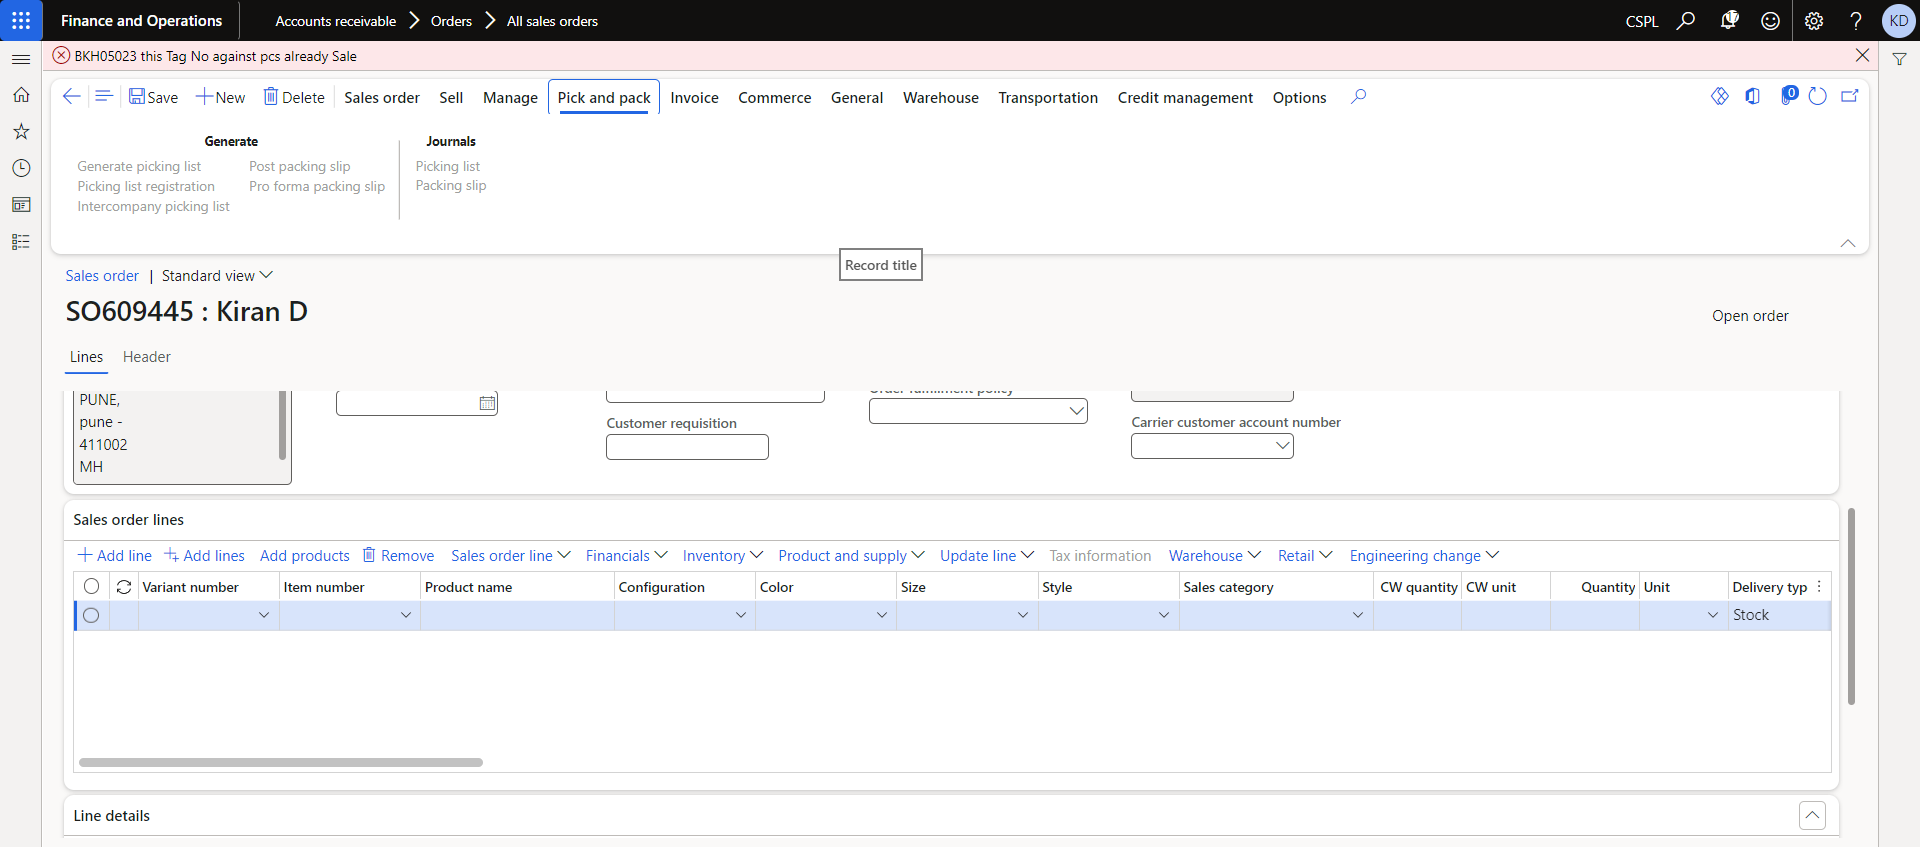 Finance and Operations
Accounts receivable
Orders
All sales orders
CSPL
17
?
KD
BKH05023 this Tag No against pcs already Sale
Save
New
Delete
Sales order
Sell
Manage
Pick and pack
Invoice
Commerce
General
Warehouse
Transportation
Credit management
Options
0
Generate
Generate picking list
Picking list registration
Intercompany picking list
Post packing slip
Pro forma packing slip
Journals
Picking list
Packing slip
Record title
Sales order | Standard view
SO609445 : Kiran D
Open order
Lines
Header
PUNE,
pune -
411002
MH
Customer requisition
Order fulfillment policy
Carrier customer account number
Sales order lines
Add line
Add lines
Add products
Remove
Sales order line
Financials
Inventory
Product and supply
Update line
Tax information
Warehouse
Retail
Engineering change
Variant number
Item number
Product name
Configuration
Color
Size
Style
Sales category
CW quantity
CW unit
Quantity
Unit
Delivery typ
Stock
Line details